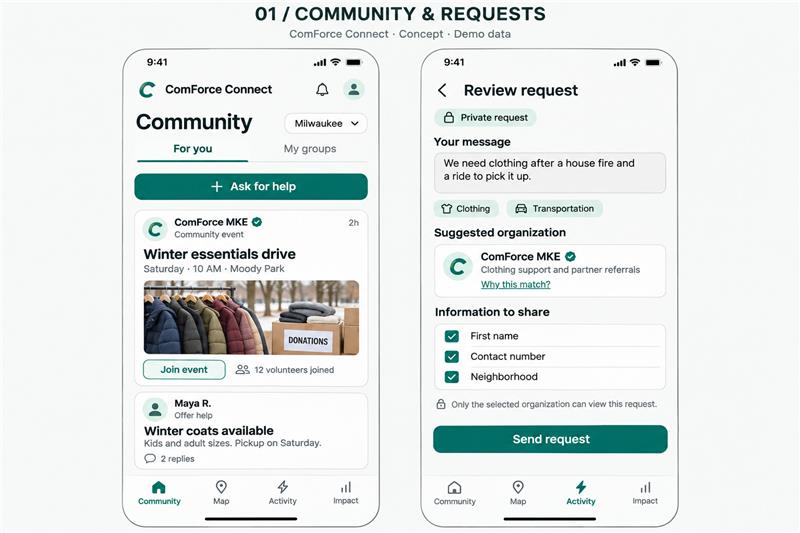 01 / COMMUNITY & REQUESTS
ComForce Connect · Concept · Demo data
9:41
ComForce Connect
Community
Milwaukee
For you
My groups
+ Ask for help
ComForce MKE
2h
Community event
Winter essentials drive
Saturday · 10 AM · Moody Park
DONATIONS
Join event
12 volunteers joined
Maya R.
Offer help
Winter coats available
Kids and adult sizes. Pickup on Saturday.
2 replies
Community
Map
Activity
Impact
9:41
Review request
Private request
Your message
We need clothing after a house fire and
a ride to pick it up.
Clothing
Transportation
Suggested organization
ComForce MKE
Clothing support and partner referrals
Why this match?
Information to share
First name
Contact number
Neighborhood
Only the selected organization can view this request.
Send request
Community
Map
Activity
Impact